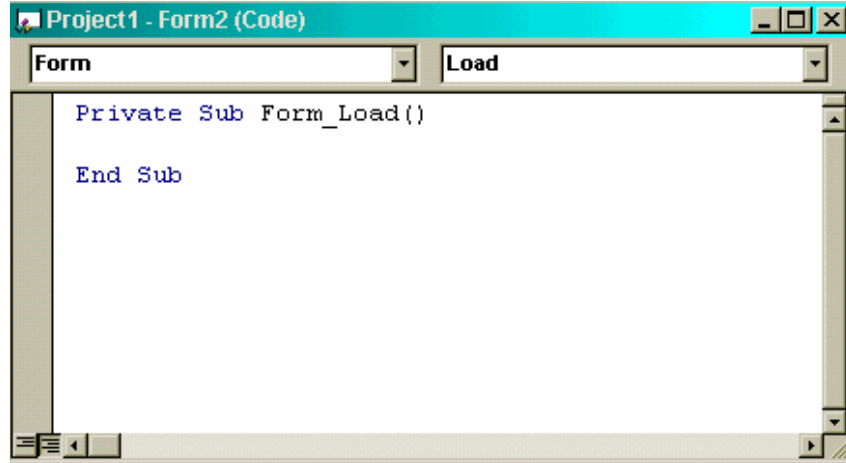 Project1 - Form2 (Code)
Form Load
Private Sub Form_Load()
End Sub